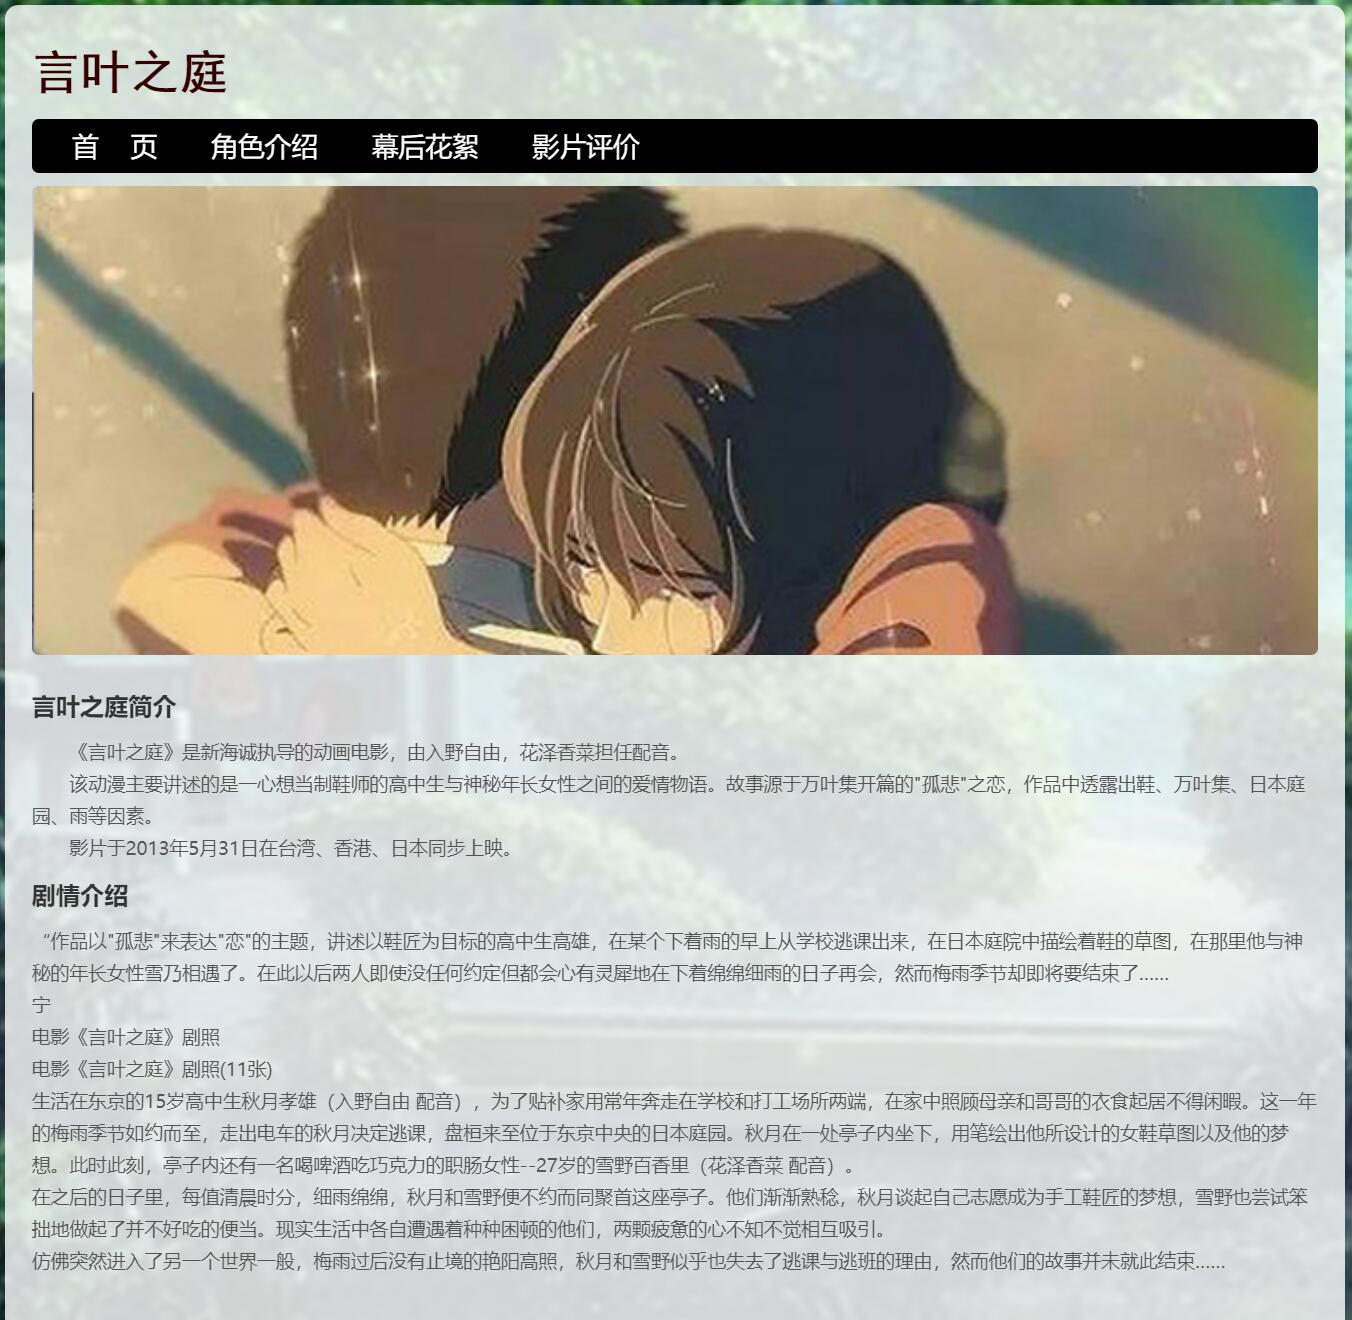 言叶之庭
首 页 角色介绍 幕后花絮 影片评价
言叶之庭简介
《言叶之庭》是新海诚执导的动画电影，由入野自由，花泽香菜担任配音。
该动漫主要讲述的是一心想当制鞋师的高中生与神秘年长女性之间的爱情物语。故事源于万叶集开篇的"孤悲"之恋，作品中透露出鞋、万叶集、日本庭
园、雨等因素。
影片于2013年5月31日在台湾、香港、日本同步上映。
剧情介绍
“作品以"孤悲"来表达"恋"的主题，讲述以鞋匠为目标的高中生高雄，在某个下着雨的早上从学校逃课出来，在日本庭院中描绘着鞋的草图，在那里他与神
秘的年长女性雪乃相遇了。在此以后两人即使没任何约定但都会心有灵犀地在下着绵绵细雨的日子再会，然而梅雨季节却即将要结束了……
宁
电影《言叶之庭》剧照
电影《言叶之庭》剧照(11张)
生活在东京的15岁高中生秋月孝雄（入野自由 配音），为了贴补家用常年奔走在学校和打工场所两端，在家中照顾母亲和哥哥的衣食起居不得闲暇。这一年
的梅雨季节如约而至，走出电车的秋月决定逃课，盘桓来至位于东京中央的日本庭园。秋月在一处亭子内坐下，用笔绘出他所设计的女鞋草图以及他的梦
想。此时此刻，亭子内还有一名喝啤酒吃巧克力的职肠女性--27岁的雪野百香里（花泽香菜 配音）。
在之后的日子里，每值清晨时分，细雨绵绵，秋月和雪野便不约而同聚首这座亭子。他们渐渐熟稔，秋月谈起自己志愿成为手工鞋匠的梦想，雪野也尝试笨
拙地做起了并不好吃的便当。现实生活中各自遭遇着种种困顿的他们，两颗疲惫的心不知不觉相互吸引。
仿佛突然进入了另一个世界一般，梅雨过后没有止境的艳阳高照，秋月和雪野似乎也失去了逃课与逃班的理由，然而他们的故事并未就此结束……